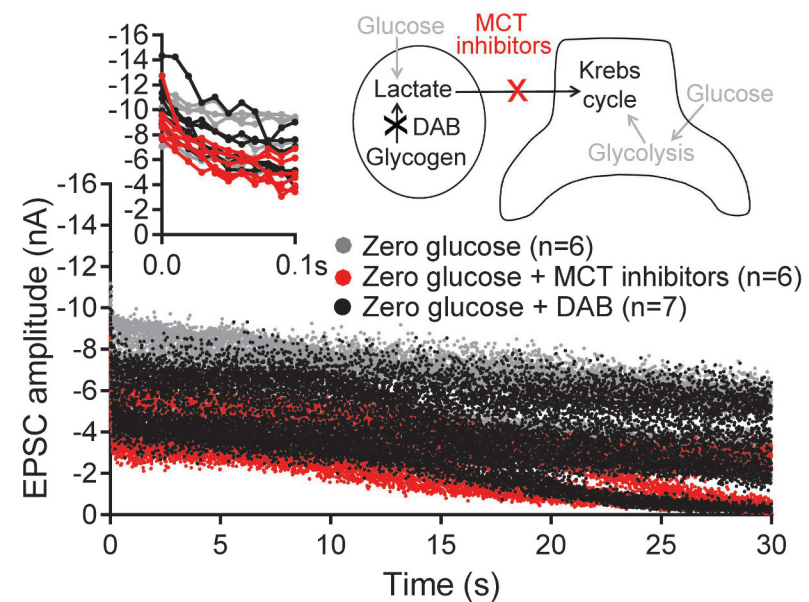 -16
-14
-12
-10
-8
-6
-4
-2
0
0.0
0.1s
Glucose
MCT
inhibitors
Lactate
DAB
Glycogen
Krebs
cycle
Glucose
Glycolysis
Zero glucose (n=6)
Zero glucose + MCT inhibitors (n=6)
Zero glucose + DAB (n=7)
EPSC amplitude (nA)
-16
-14
-12
-10
-8
-6
-4
-2
0
0
5
10
15
20
25
30
Time (s)